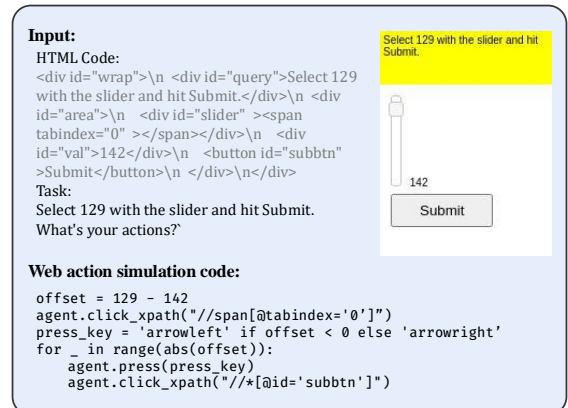 Input:
HTML Code:
<div id="wrap">\n <div id="query">Select 129
with the slider and hit Submit.</div>\n <div
id="area">\n <div id="slider" ><span
tabindex="0" ></span></div>\n <div
id="val">142</div>\n <button id="subbtn"
>Submit</button>\n </div>\n</div>
Task:
Select 129 with the slider and hit Submit.
What's your actions?`
Select 129 with the slider and hit
Submit.
142
Submit
Web action simulation code:
offset = 129 - 142
agent.click_xpath("//span[@tabindex='0’]”)
press_key = 'arrowleft' if offset < 0 else 'arrowright’
for _ in range(abs(offset)):
agent.press(press_key)
agent.click_xpath("//*[@id='subbtn']")